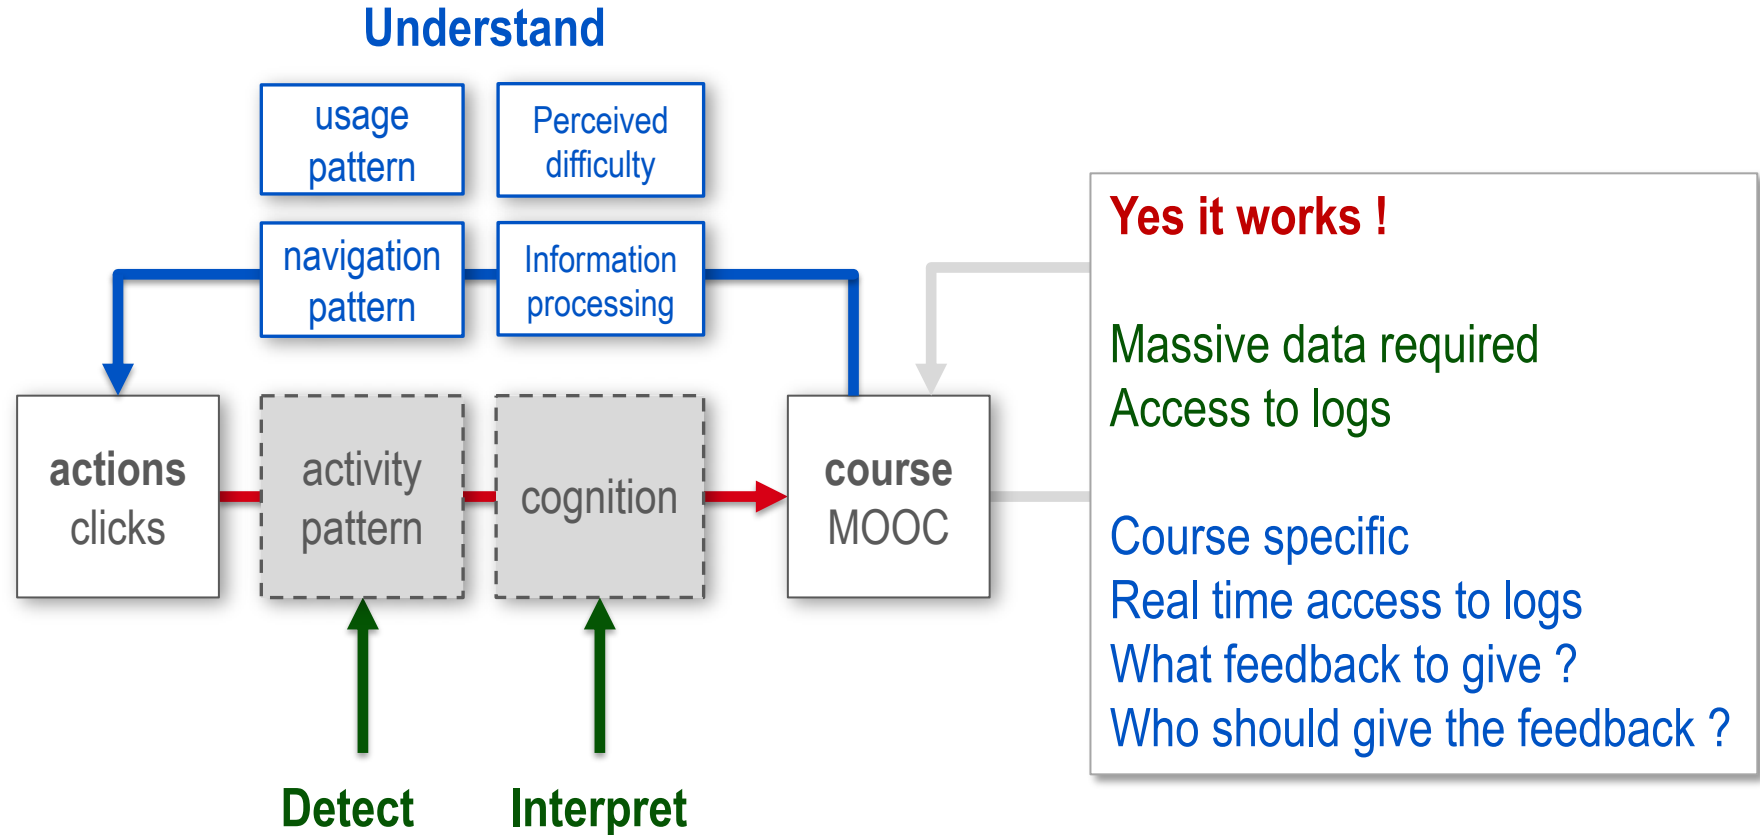 Understand
usage
pattern
Perceived
difficulty
navigation
pattern
Information
processing
actions
clicks
activity
pattern
cognition
course
MOOC
Detect
Interpret
Yes it works !
Massive data required
Access to logs
Course specific
Real time access to logs
What feedback to give ?
Who should give the feedback ?